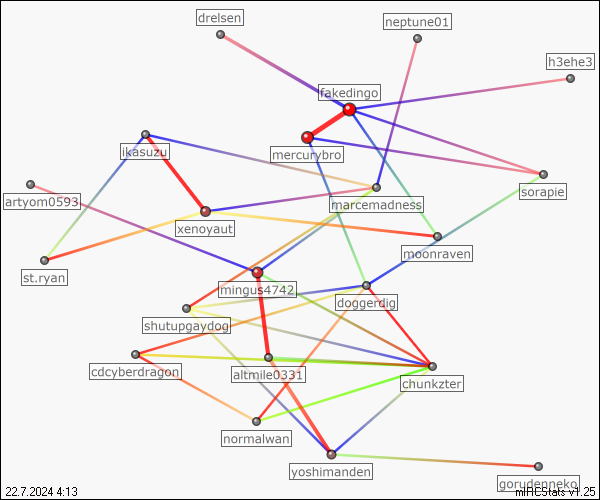 drelsen
neptune01
h3ehe3
fakedingo
mercurybro
ikasuzu
sorapie
artyom0593
marcemadness
xenoyaut
moonraven
st.ryan
mingus4742
doggerdig
shutupgaydog
cdcyberdragon
altmile0331
chunkzter
normalwan
yoshimanden
gorudenneko
22.7.2024 4:13
mIRCStats v1.25